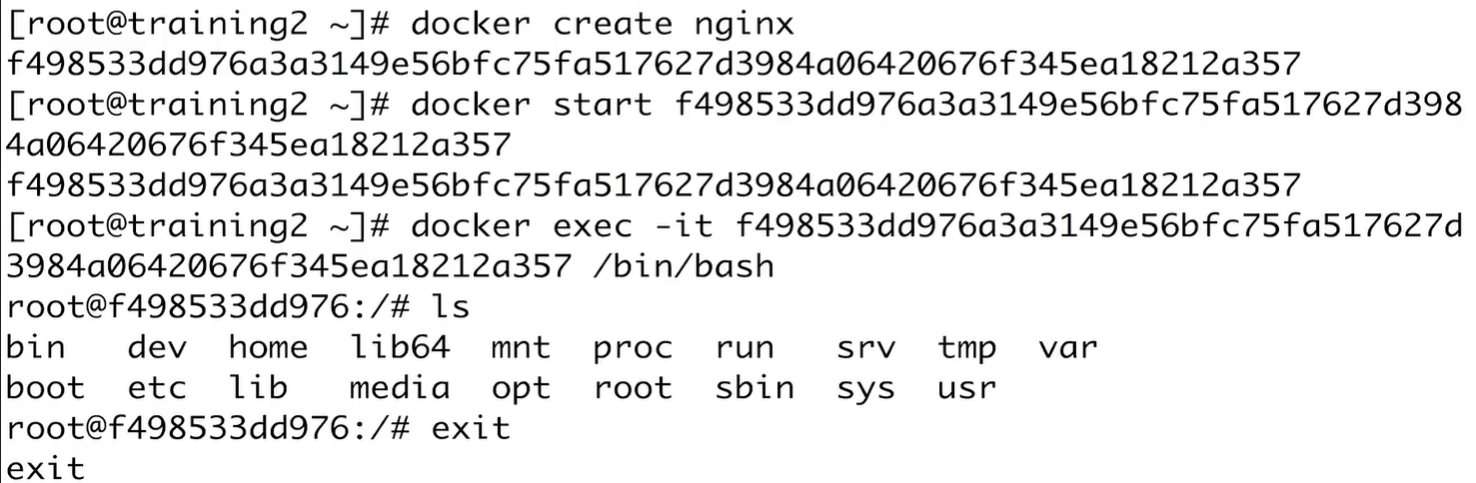 [root@training2 ~]# docker create nginx
f498533dd976a3a3149e56bfc75fa517627d3984a06420676f345ea18212a357
[root@training2 ~]# docker start f498533dd976a3a3149e56bfc75fa517627d398
4a06420676f345ea18212a357
f498533dd976a3a3149e56bfc75fa517627d3984a06420676f345ea18212a357
[root@training2 ~]# docker exec -it f498533dd976a3a3149e56bfc75fa517627d
3984a06420676f345ea18212a357 /bin/bash
root@f498533dd976:/# ls
bin   dev  home  lib64  mnt  proc  run   srv  tmp  var
boot  etc  lib   media  opt  root  sbin  sys  usr
root@f498533dd976:/# exit
exit